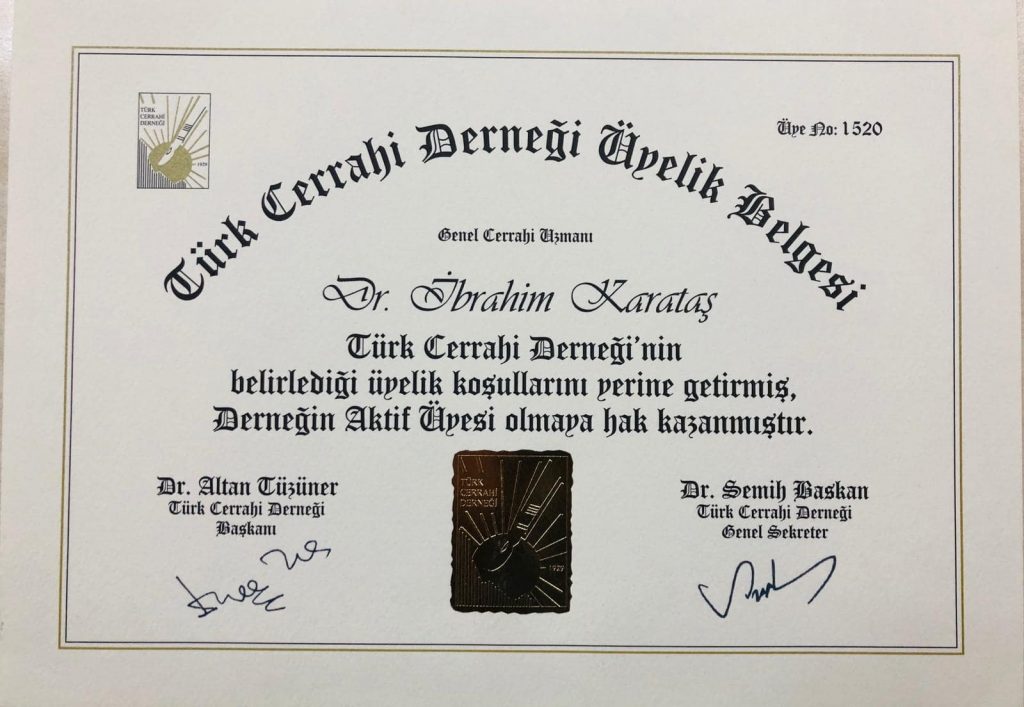 TÜRK
CERRAHİ
DERNEĞİ
1929
Üye No: 1520
Türk Cerrahi Derneği Üyelik Belgesi
Genel Cerrahi Uzmanı
Dr. İbrahim Karataş
Türk Cerrahi Derneği'nin
belirlediği üyelik koşullarını yerine getirmiş,
Derneğin Aktif Üyesi olmaya hak kazanmıştır.
Dr. Altan Tüzüner
Türk Cerrahi Derneği
Başkanı
TÜRK
CERRAHİ
DERNEĞİ
1929
Dr. Semih Baskan
Türk Cerrahi Derneği
Genel Sekreter